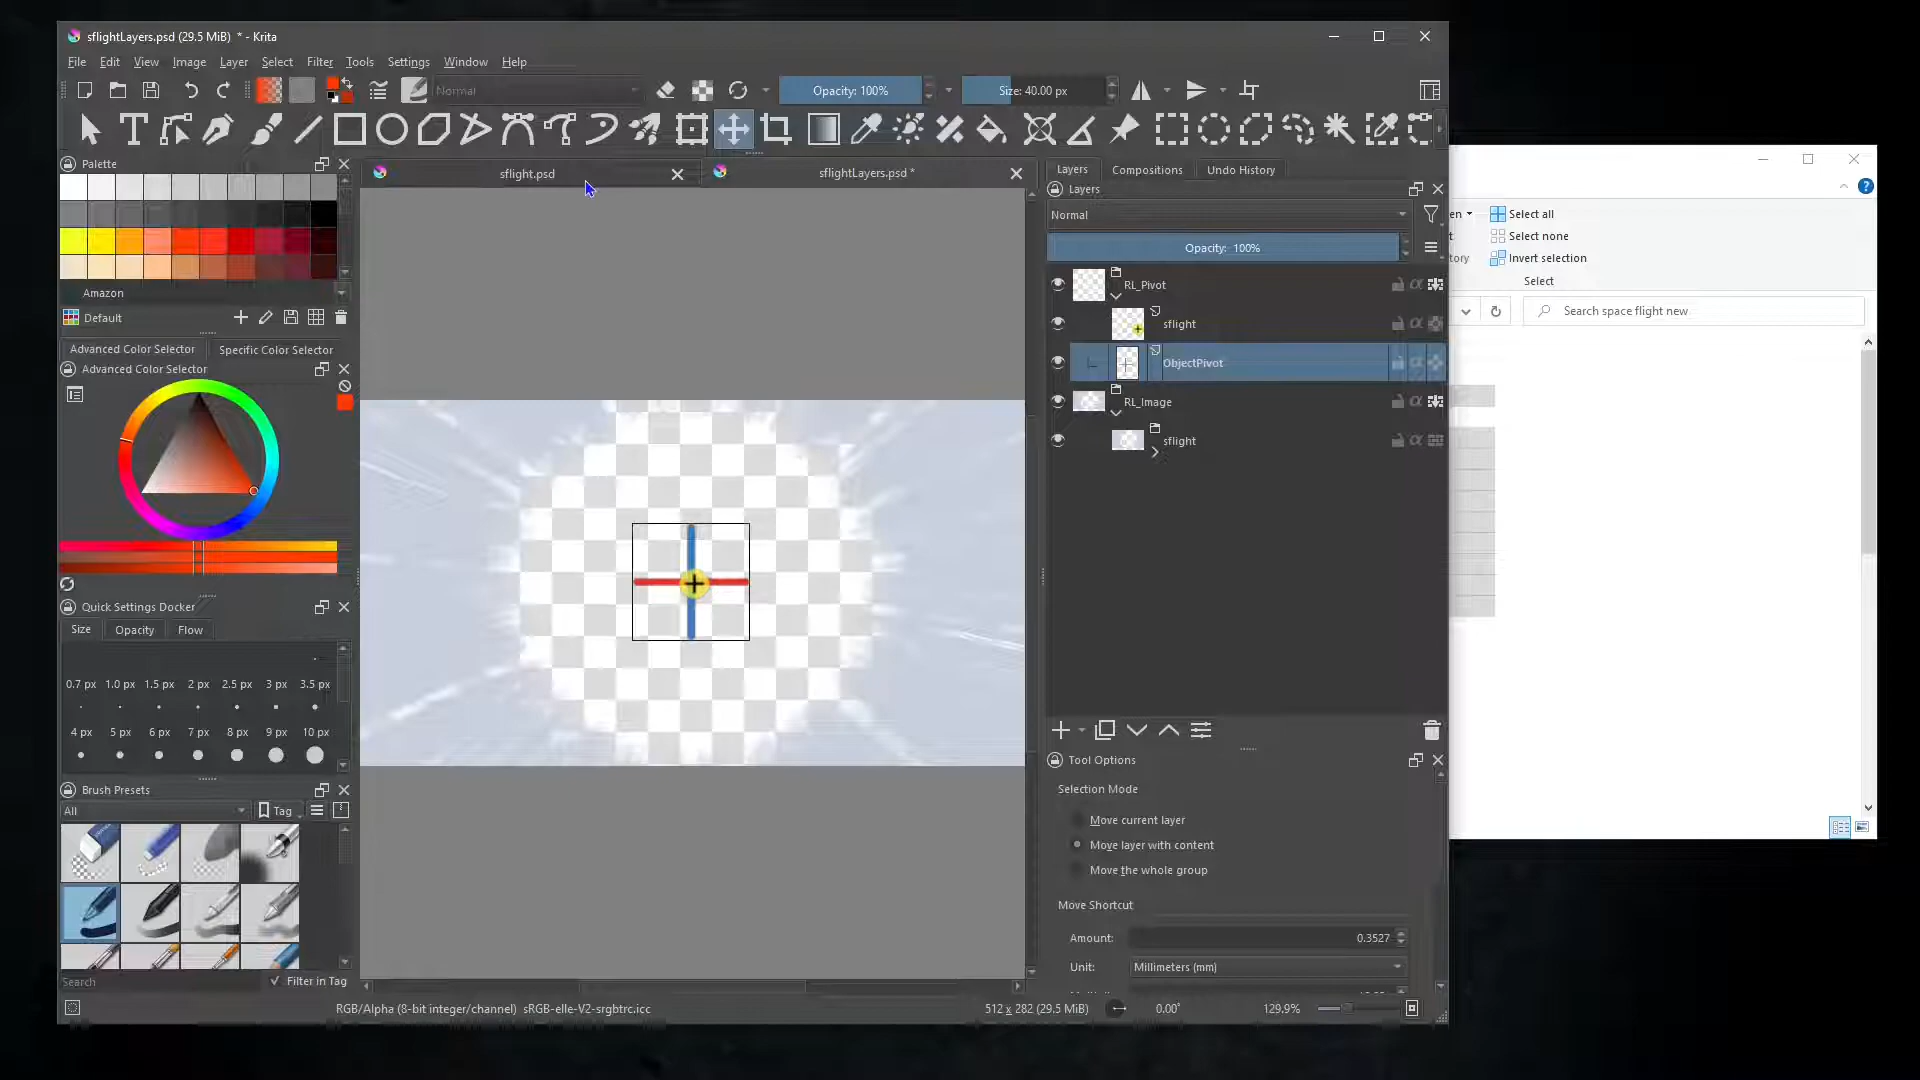 sflightLayers.psd (29.5 MiB) * - Krita
File Edit View Image Layer Select Filter Tools Settings Window Help
Normal
Opacity: 100%
Size: 40.00 px
Palette
sflight.psd
sflightLayers.psd *
Layers Compositions Undo History
Layers
Normal
Opacity: 100%
RL_Pivot
sflight
ObjectPivot
RL_Image
sflight
Amazon
Default
Advanced Color Selector Specific Color Selector
Advanced Color Selector
Quick Settings Docker
Size Opacity Flow
0.7 px 1.0 px 1.5 px 2 px 2.5 px 3 px 3.5 px
4 px 5 px 6 px 7 px 8 px 9 px 10 px
Brush Presets
All
Tag
Search
Filter in Tag
Tool Options
Selection Mode
Move current layer
Move layer with content
Move the whole group
Move Shortcut
Amount: 0.3527
Unit: Millimeters (mm)
RGB/Alpha (8-bit integer/channel) sRGB-elle-V2-srgbtrc.icc
512 x 282 (29.5 MiB)
0.00°
129.9%
en
Select all
t
Select none
tory
Invert selection
Select
Search space flight new